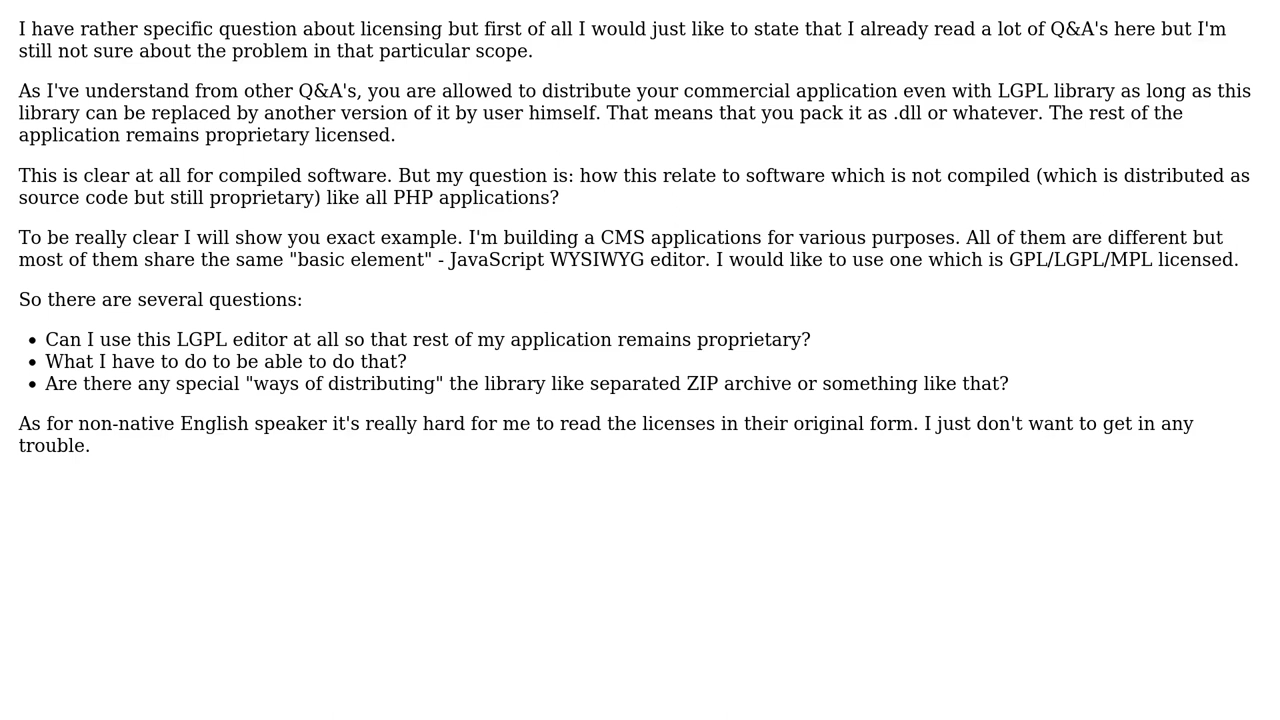 I have rather specific question about licensing but first of all I would just like to state that I already read a lot of Q&A's here but I'm
still not sure about the problem in that particular scope.
As I've understand from other Q&A's, you are allowed to distribute your commercial application even with LGPL library as long as this
library can be replaced by another version of it by user himself. That means that you pack it as .dll or whatever. The rest of the
application remains proprietary licensed.
This is clear at all for compiled software. But my question is: how this relate to software which is not compiled (which is distributed as
source code but still proprietary) like all PHP applications?
To be really clear I will show you exact example. I'm building a CMS applications for various purposes. All of them are different but
most of them share the same "basic element" - JavaScript WYSIWYG editor. I would like to use one which is GPL/LGPL/MPL licensed.
So there are several questions:
• Can I use this LGPL editor at all so that rest of my application remains proprietary?
• What I have to do to be able to do that?
• Are there any special "ways of distributing" the library like separated ZIP archive or something like that?
As for non-native English speaker it's really hard for me to read the licenses in their original form. I just don't want to get in any
trouble.